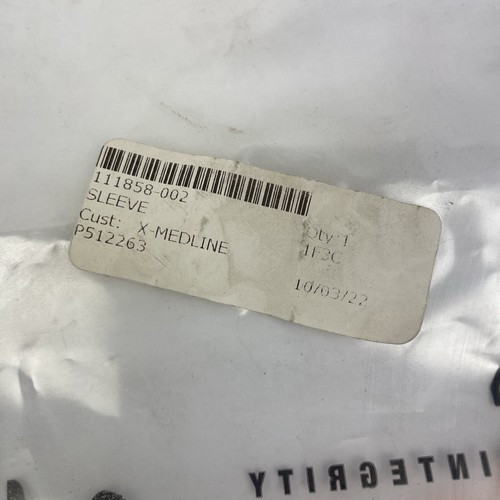 111858-002
SLEEVE
Qty 1
Cust: X-MEDLINE
1F3C
P512263
10/03/22
INTEGRITY